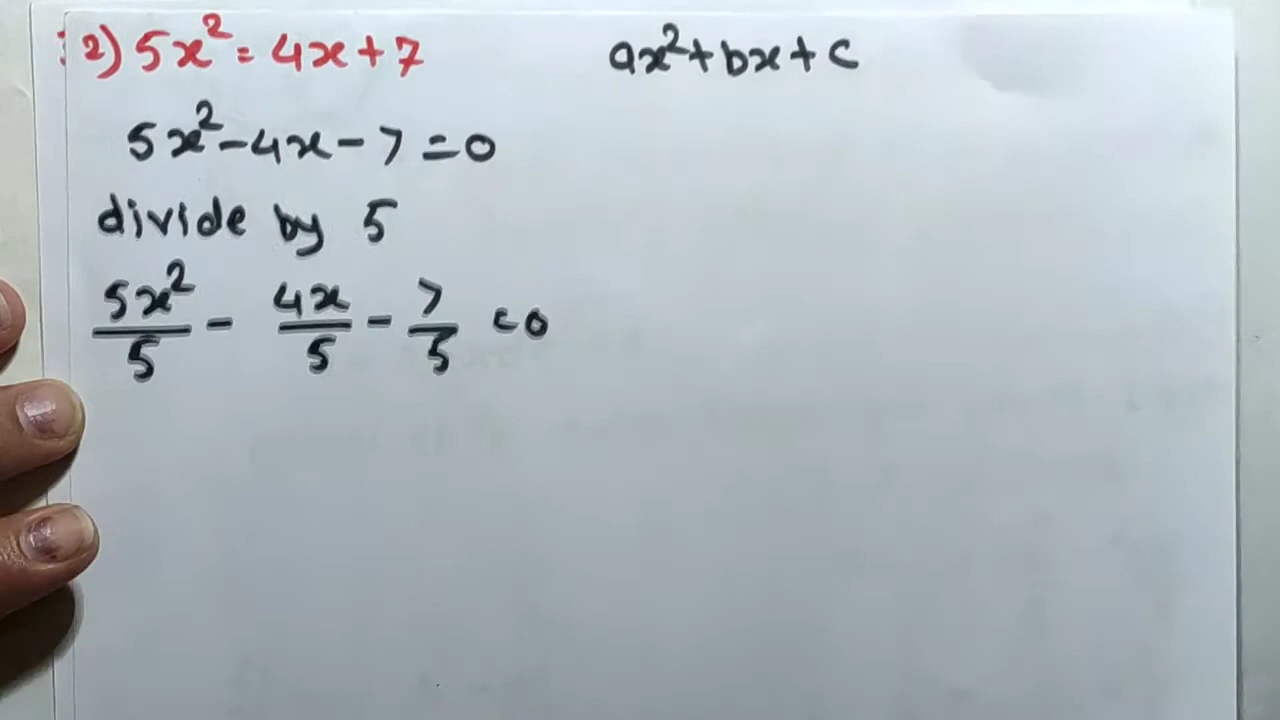 2) 5x² = 4x + 7
ax² + bx + c
5x² - 4x - 7 = 0
divide by 5
5x²/5 - 4x/5 - 7/5 = 0